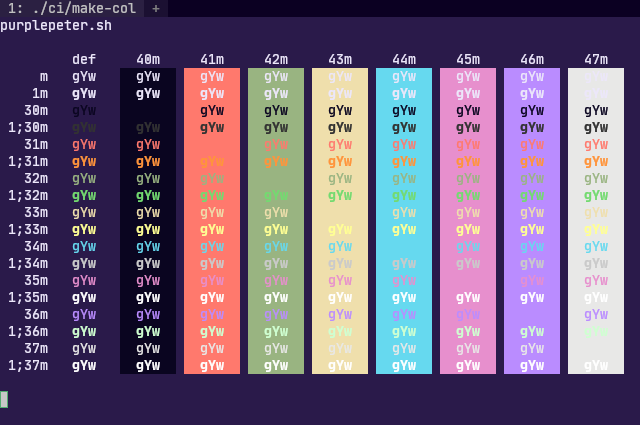 1: ./ci/make-col +
purplepeter.sh
def 40m 41m 42m 43m 44m 45m 46m 47m
m gYw gYw gYw gYw gYw gYw gYw gYw gYw
1m gYw gYw gYw gYw gYw gYw gYw gYw gYw
30m gYw gYw gYw gYw gYw gYw gYw gYw
1;30m gYw gYw gYw gYw gYw gYw gYw gYw gYw
31m gYw gYw gYw gYw gYw gYw gYw gYw
1;31m gYw gYw gYw gYw gYw gYw gYw gYw gYw
32m gYw gYw gYw gYw gYw gYw gYw gYw
1;32m gYw gYw gYw gYw gYw gYw gYw gYw gYw
33m gYw gYw gYw gYw gYw gYw gYw gYw
1;33m gYw gYw gYw gYw gYw gYw gYw gYw gYw
34m gYw gYw gYw gYw gYw gYw gYw gYw
1;34m gYw gYw gYw gYw gYw gYw gYw gYw gYw
35m gYw gYw gYw gYw gYw gYw gYw gYw
1;35m gYw gYw gYw gYw gYw gYw gYw gYw gYw
36m gYw gYw gYw gYw gYw gYw gYw gYw
1;36m gYw gYw gYw gYw gYw gYw gYw gYw gYw
37m gYw gYw gYw gYw gYw gYw gYw gYw
1;37m gYw gYw gYw gYw gYw gYw gYw gYw gYw